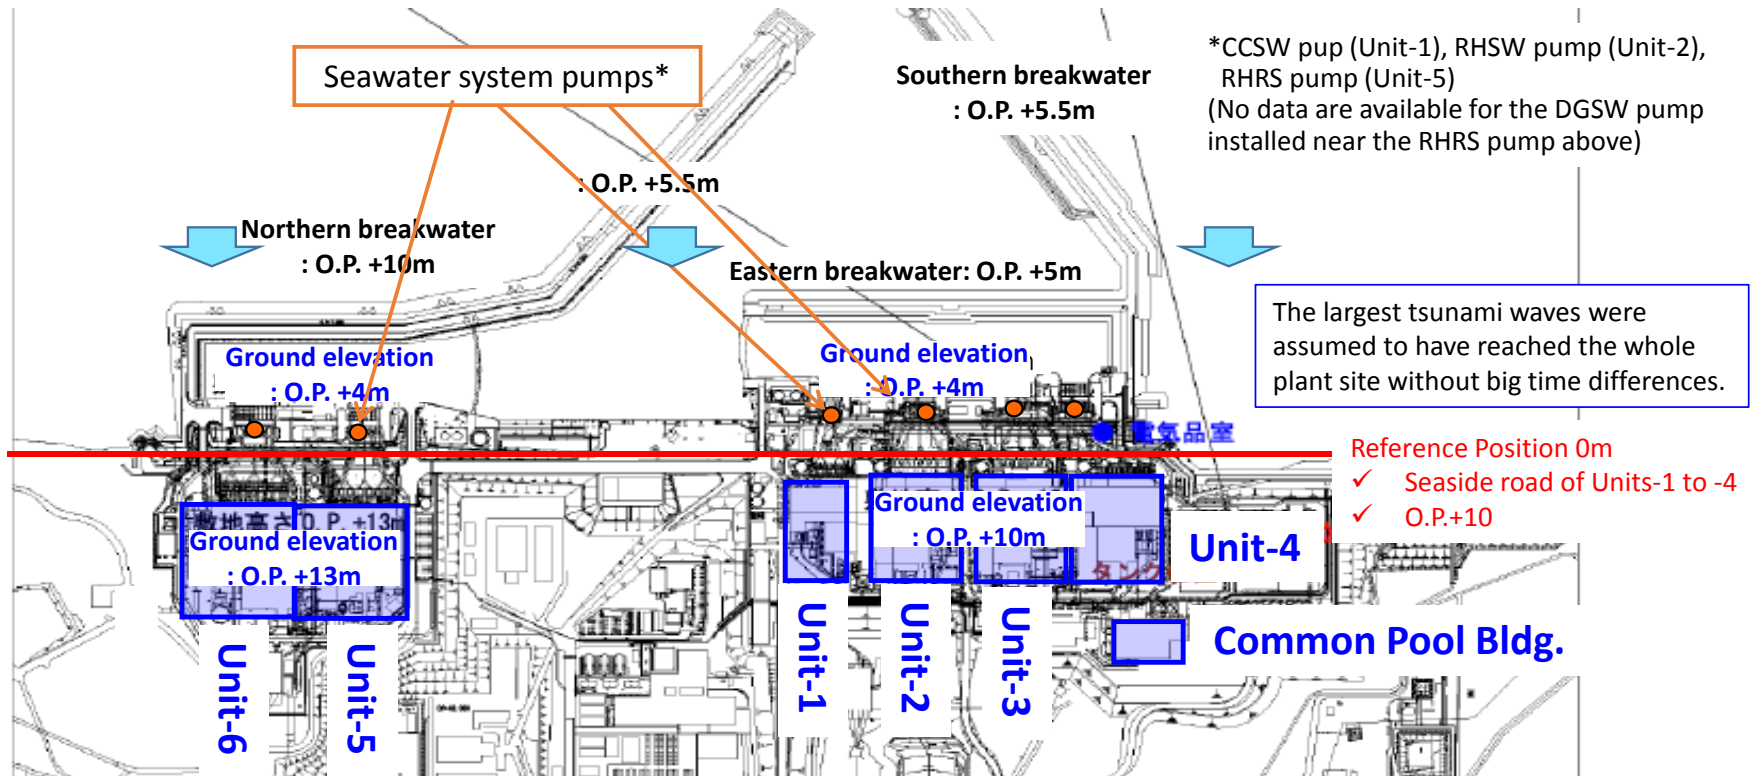 Seawater system pumps*
Southern breakwater
: O.P. +5.5m
*CCSW pup (Unit-1), RHSW pump (Unit-2),
RHRS pump (Unit-5)
(No data are available for the DGSW pump
installed near the RHRS pump above)
: O.P. +5.5m
Northern breakwater
: O.P. +10m
Eastern breakwater: O.P. +5m
The largest tsunami waves were
assumed to have reached the whole
plant site without big time differences.
Ground elevation
: O.P. +4m
Ground elevation
: O.P. +4m
電気品室
Reference Position 0m
✓ Seaside road of Units-1 to -4
✓ O.P.+10
敷地高さ O.P. +13m
Ground elevation
: O.P. +13m
Ground elevation
: O.P. +10m
Unit-4
タンク
Unit-6
Unit-5
Unit-1
Unit-2
Unit-3
Common Pool Bldg.